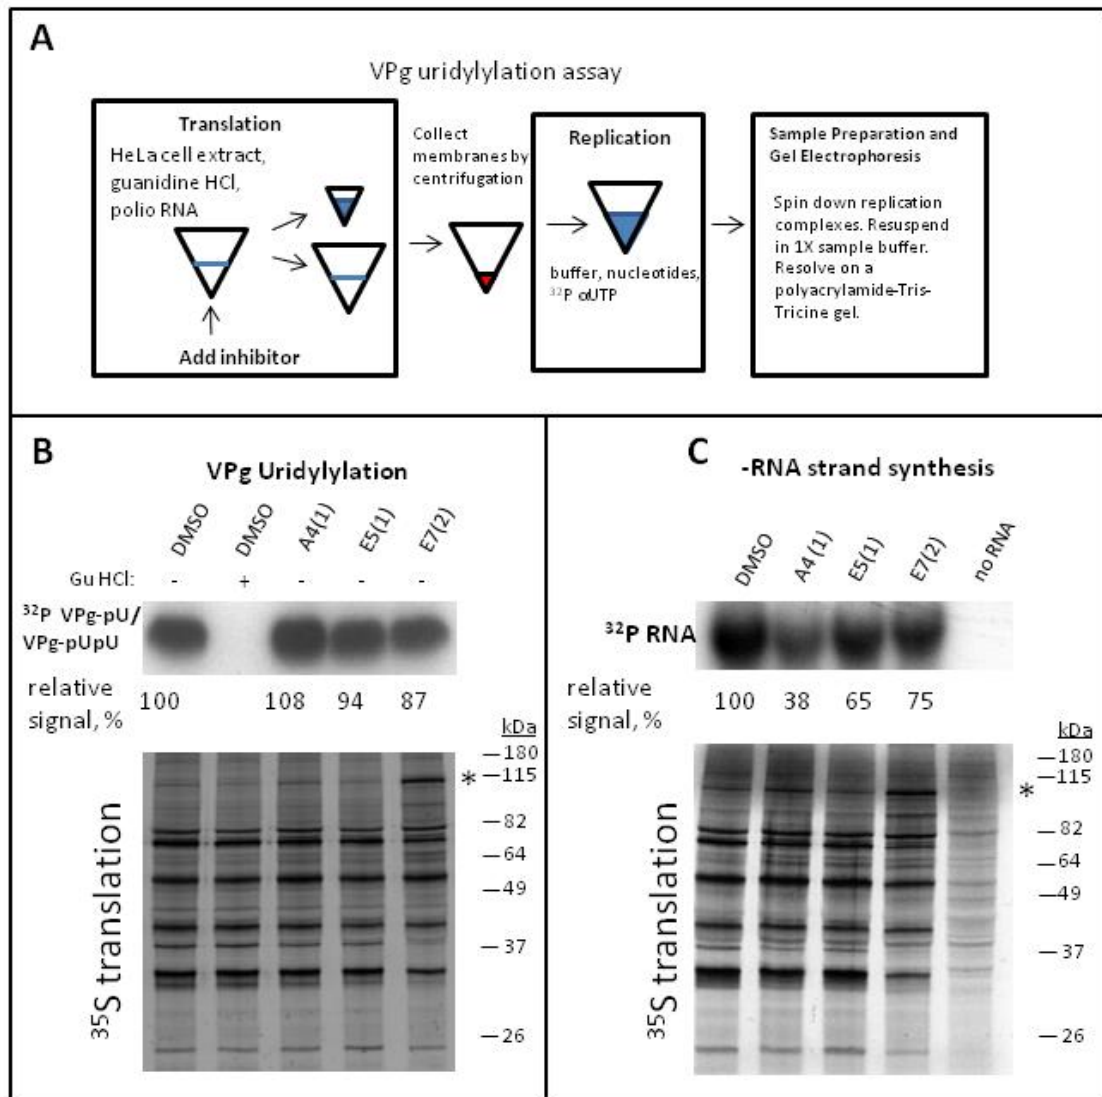 A
VPg uridylylation assay
Translation
HeLa cell extract,
guanidine HCl,
polio RNA
Add inhibitor
Collect
membranes by
centrifugation
Replication
buffer, nucleotides,
³²P αUTP
Sample Preparation and
Gel Electrophoresis
Spin down replication
complexes. Resuspend
in 1X sample buffer.
Resolve on a
polyacrylamide-Tris-
Tricine gel.
B
VPg Uridylylation
DMSO DMSO A4(1) E5(1) E7(2)
Gu HCl: - + - - -
³²P VPg-pU/
VPg-pUpU
relative
signal, %
100 108 94 87
kDa
—180
* —115
—82
—64
—49
—37
—26
³⁵S translation
C
-RNA strand synthesis
DMSO A4(1) E5(1) E7(2) no RNA
³²P RNA
relative
signal, %
100 38 65 75
kDa
—180
—115
*
—82
—64
—49
—37
—26
³⁵S translation